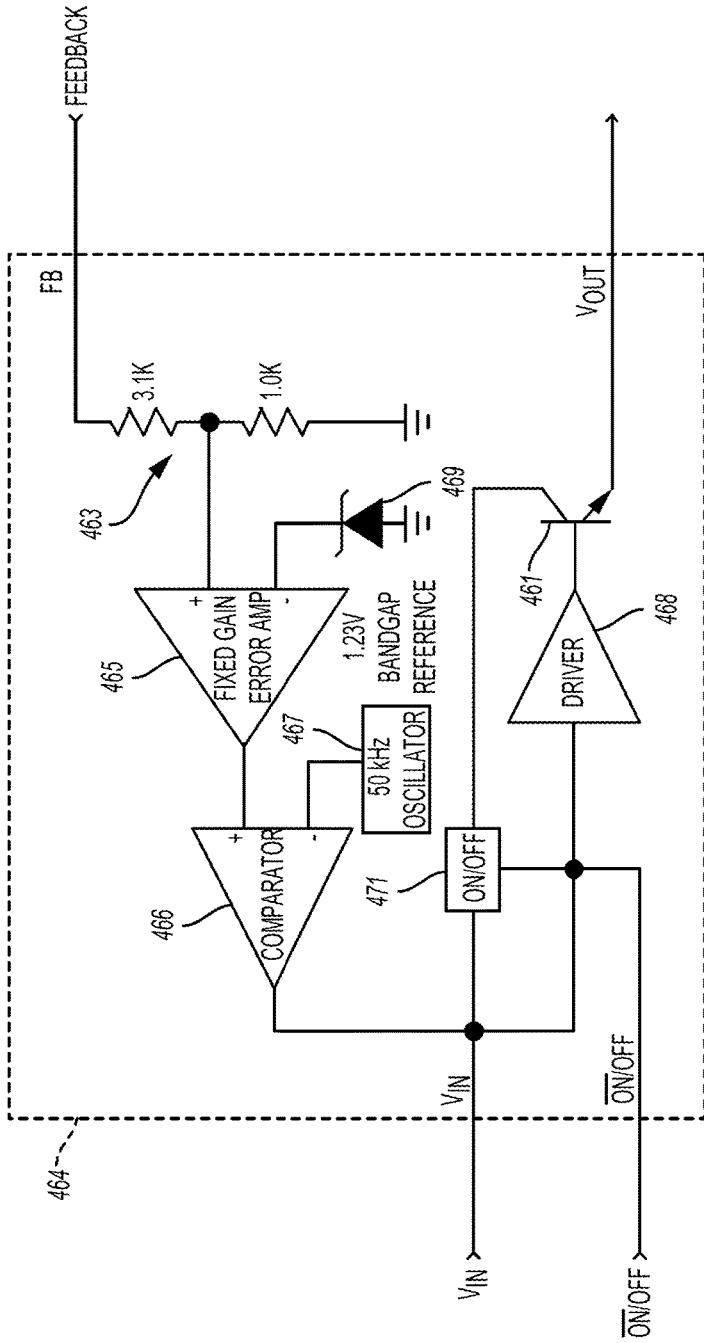 FEEDBACK
FB
3.1K
1.0K
463
465
+
-
FIXED GAIN
ERROR AMP
469
1.23V
BANDGAP
REFERENCE
466
+
-
COMPARATOR
467
50 kHz
OSCILLATOR
471
ON/OFF
461
DRIVER
468
VOUT
464
VIN
ON/OFF
VIN
ON/OFF